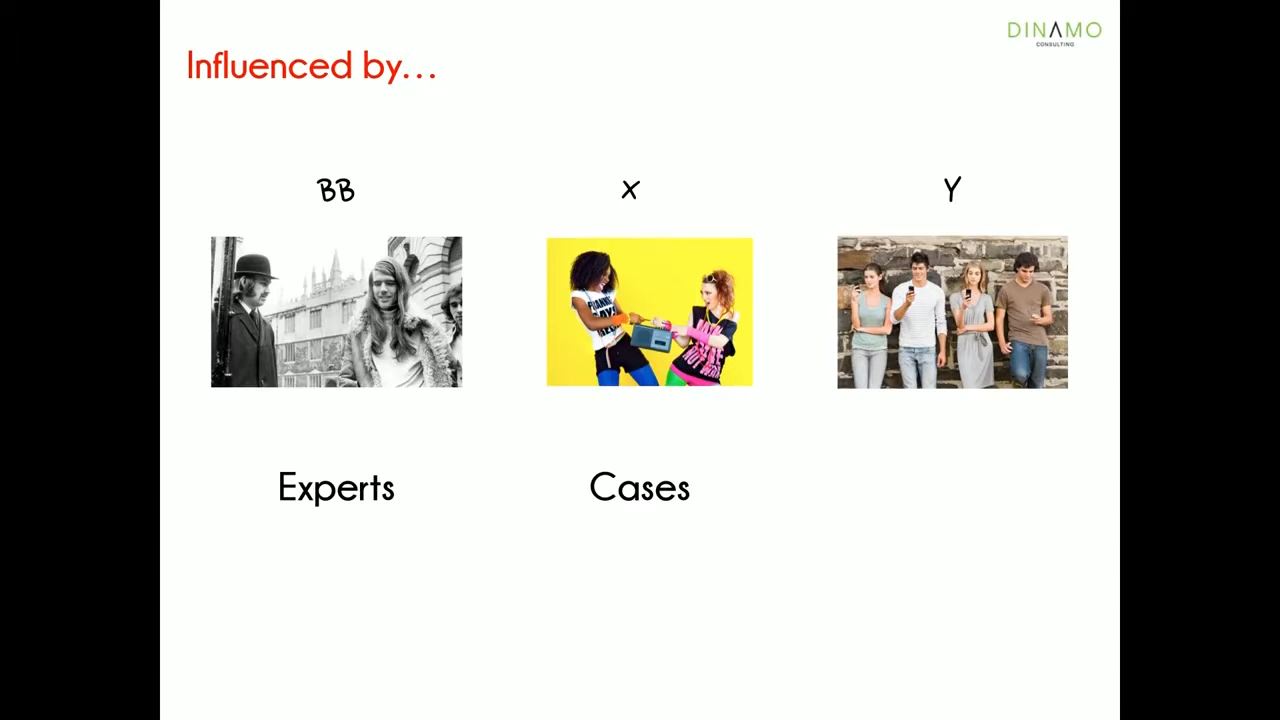 DINAMO
CONSULTING
Influenced by...
BB
X
Y
Experts
Cases